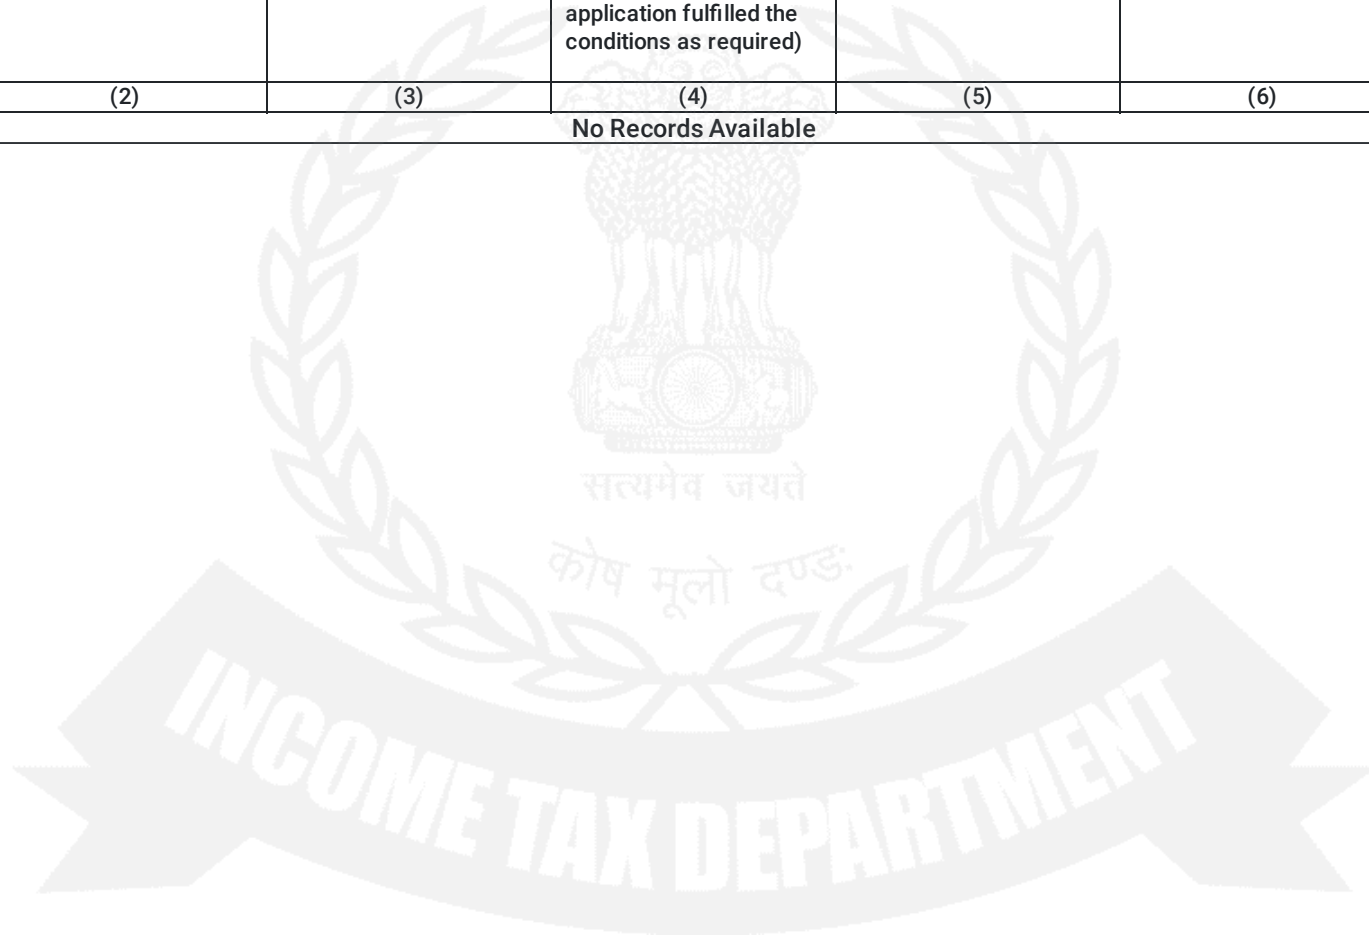 application fulfilled the
conditions as required)
(2) (3) (4) (5) (6)
No Records Available
सत्यमेव जयते
कोष मूलो दण्डः
INCOME TAX DEPARTMENT